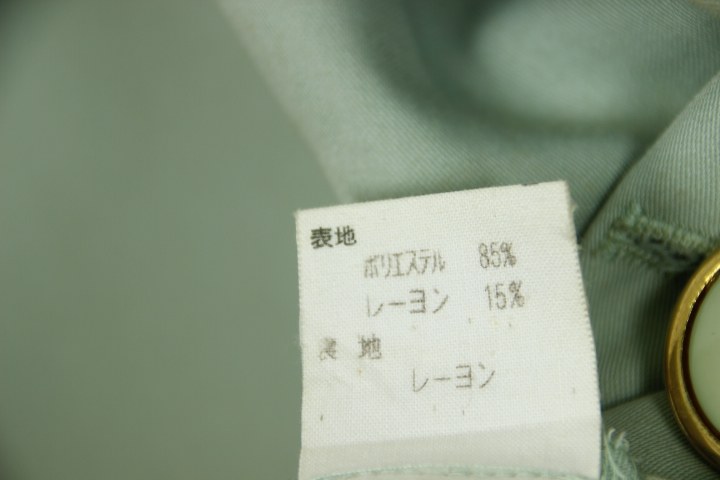 表地
ポリエステル 85%
レーヨン 15%
裏 地
レーヨン